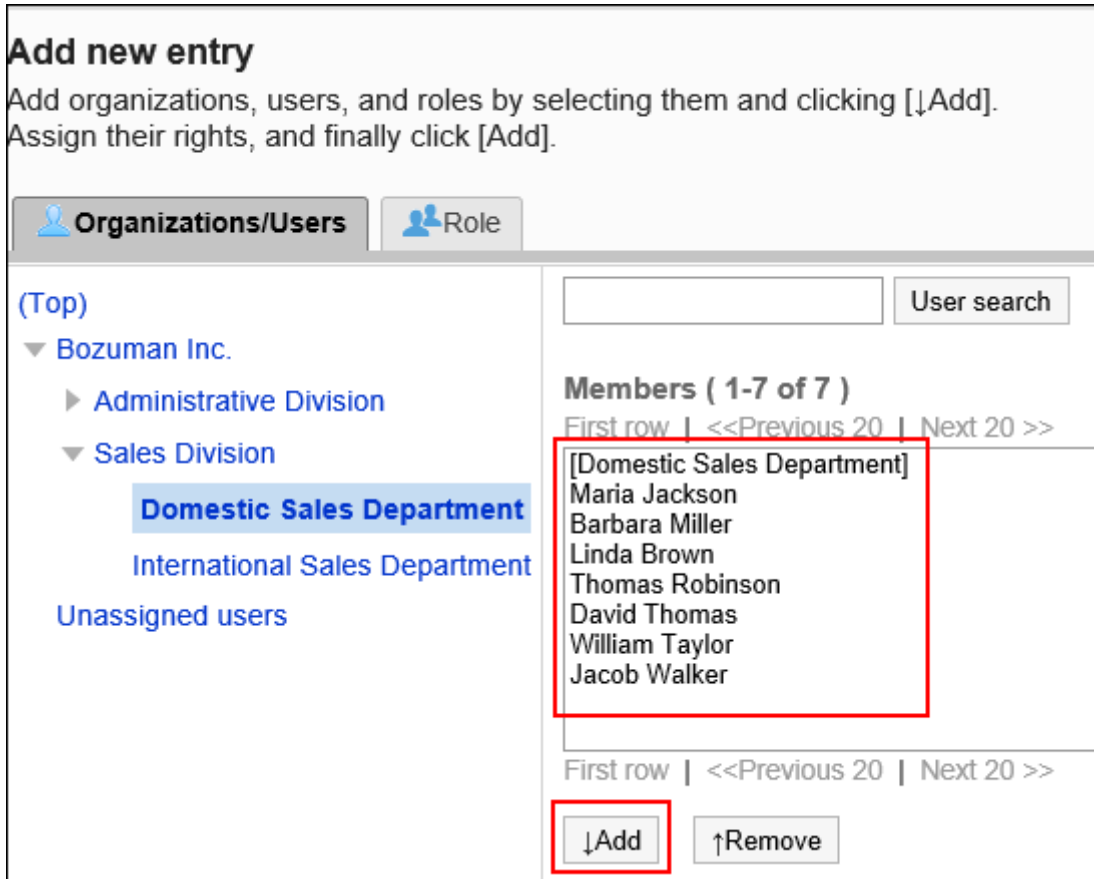 Add new entry
Add organizations, users, and roles by selecting them and clicking [↓Add].
Assign their rights, and finally click [Add].
Organizations/Users
Role
(Top)
Bozuman Inc.
Administrative Division
Sales Division
Domestic Sales Department
International Sales Department
Unassigned users
User search
Members ( 1-7 of 7 )
First row | <<Previous 20 | Next 20 >>
[Domestic Sales Department]
Maria Jackson
Barbara Miller
Linda Brown
Thomas Robinson
David Thomas
William Taylor
Jacob Walker
First row | <<Previous 20 | Next 20 >>
↓Add ↑Remove